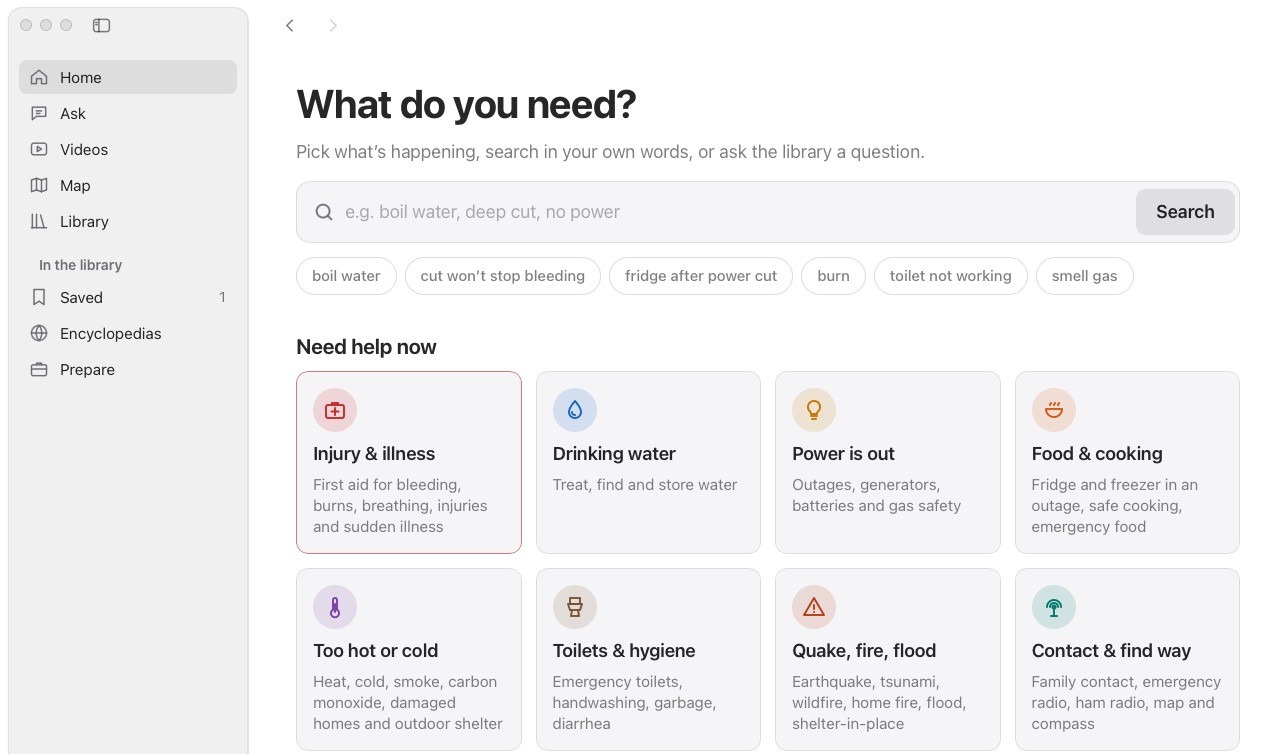 Home
Ask
Videos
Map
Library
In the library
Saved 1
Encyclopedias
Prepare
What do you need?
Pick what’s happening, search in your own words, or ask the library a question.
e.g. boil water, deep cut, no power
Search
boil water
cut won’t stop bleeding
fridge after power cut
burn
toilet not working
smell gas
Need help now
Injury & illness
First aid for bleeding,
burns, breathing, injuries
and sudden illness
Drinking water
Treat, find and store water
Power is out
Outages, generators,
batteries and gas safety
Food & cooking
Fridge and freezer in an
outage, safe cooking,
emergency food
Too hot or cold
Heat, cold, smoke, carbon
monoxide, damaged
homes and outdoor shelter
Toilets & hygiene
Emergency toilets,
handwashing, garbage,
diarrhea
Quake, fire, flood
Earthquake, tsunami,
wildfire, home fire, flood,
shelter-in-place
Contact & find way
Family contact, emergency
radio, ham radio, map and
compass